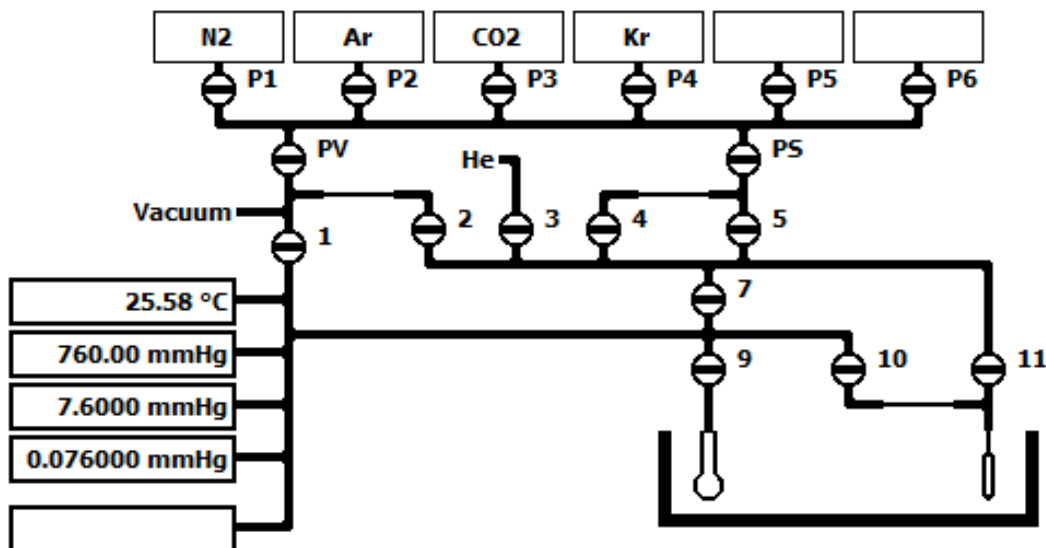 N2 Ar CO2 Kr
P1 P2 P3 P4 P5 P6
PV PS
He
Vacuum
1 2 3 4 5
25.58 °C
7
760.00 mmHg
9 10 11
7.6000 mmHg
0.076000 mmHg